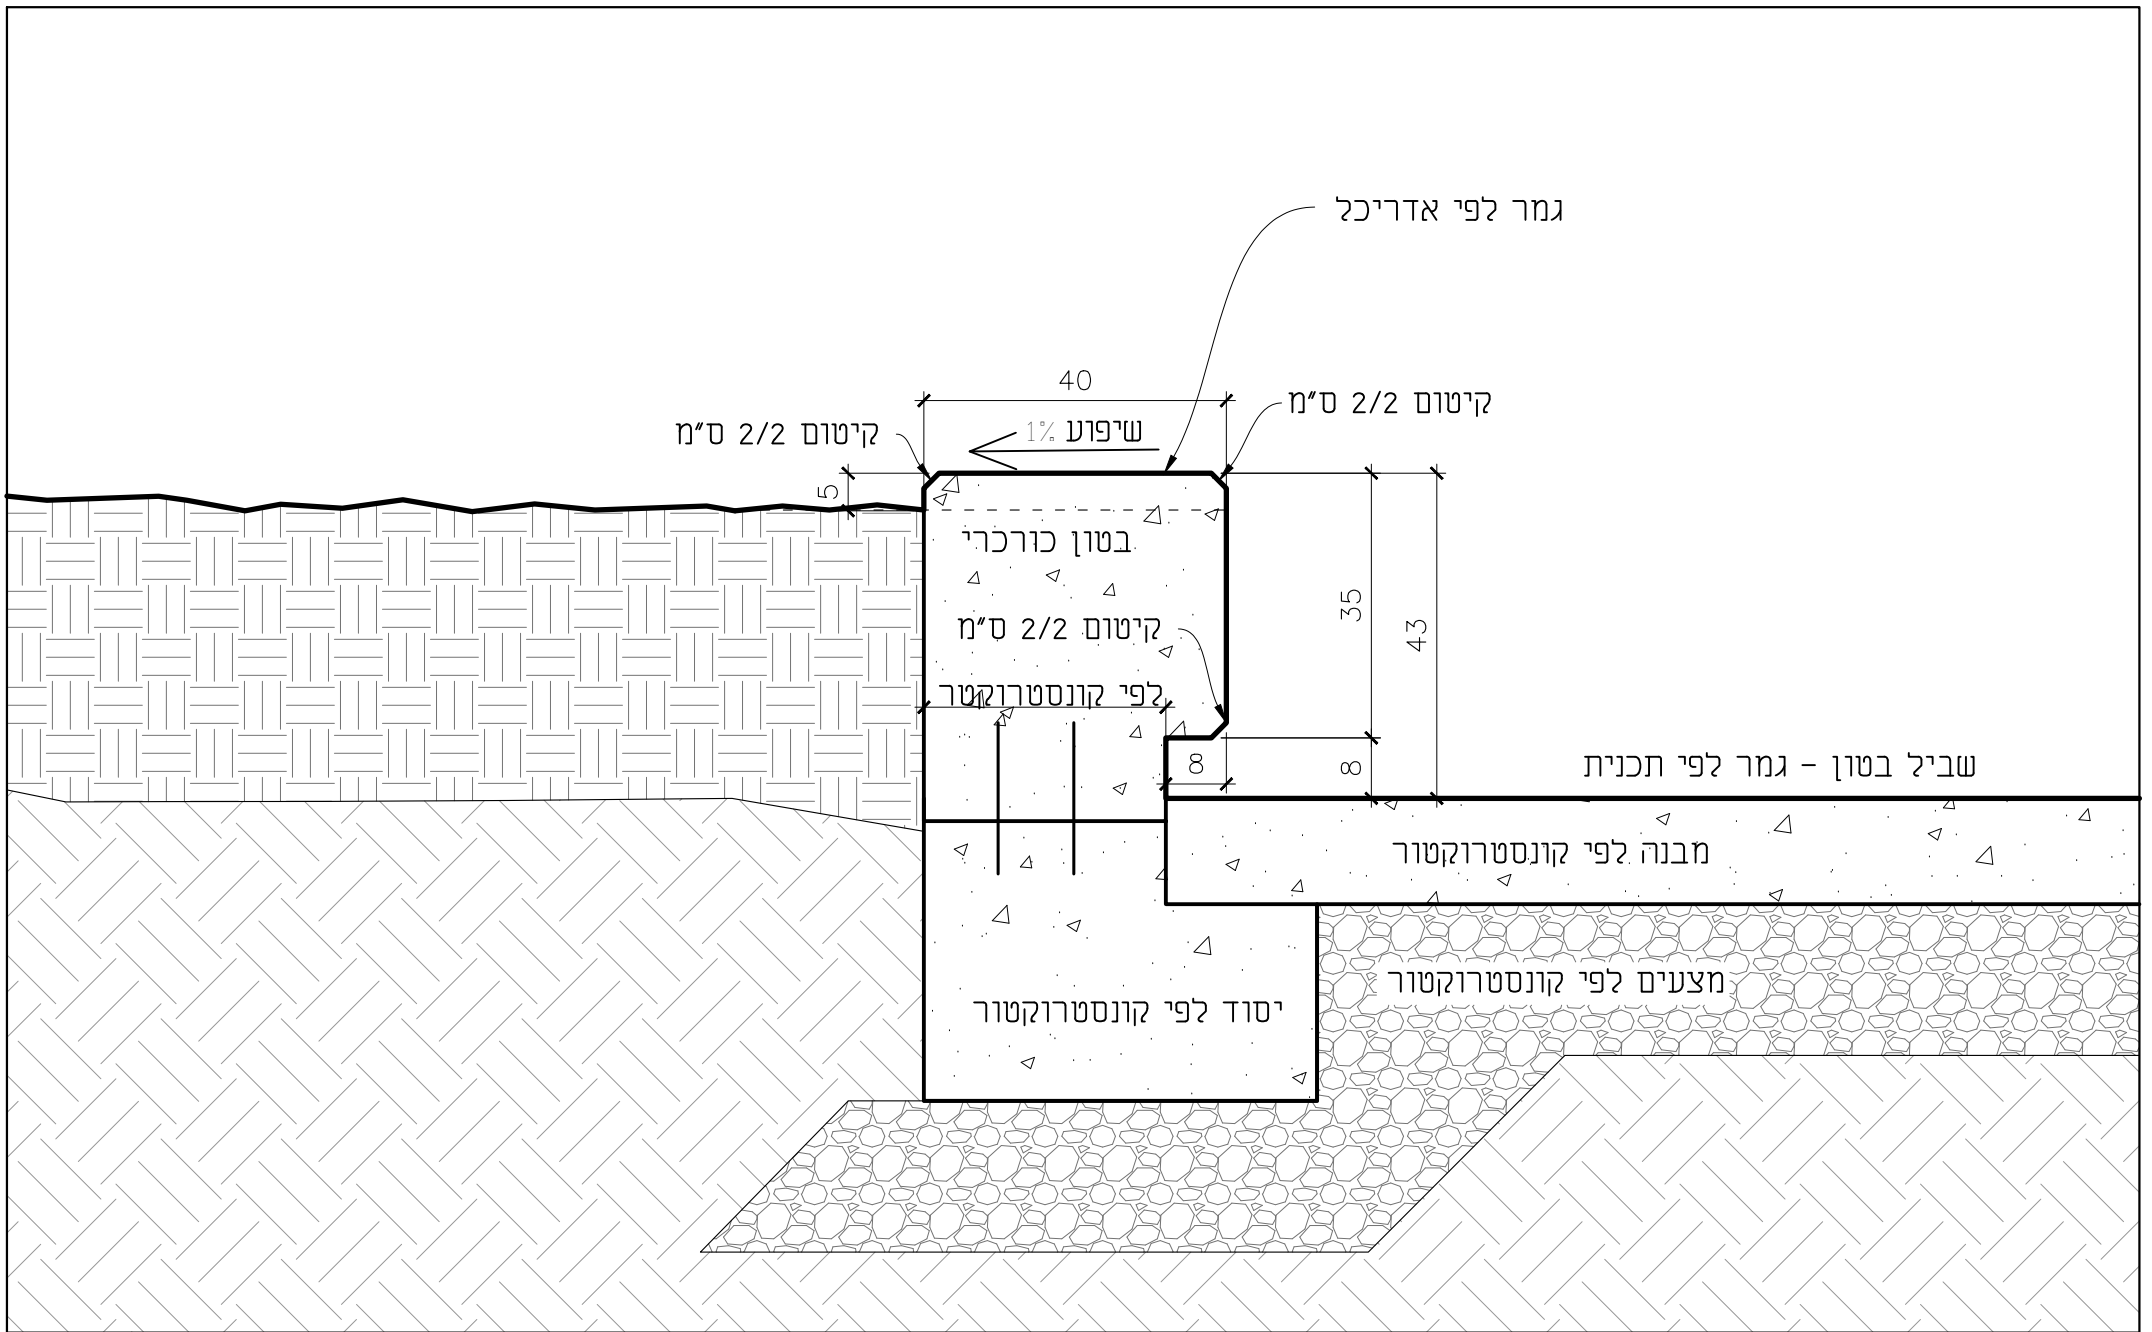 גמר לפי אדריכל
40
קיטום 2/2 ס"מ
קיטום 2/2 ס"מ
שיפוע 1%
5
בטון כורכרי
35
43
קיטום 2/2 ס"מ
לפי קונסטרוקטר
8
8
שביל בטון - גמר לפי תכנית
מבנה לפי קונסטרוקטור
מצעים לפי קונסטרוקטור
יסוד לפי קונסטרוקטור